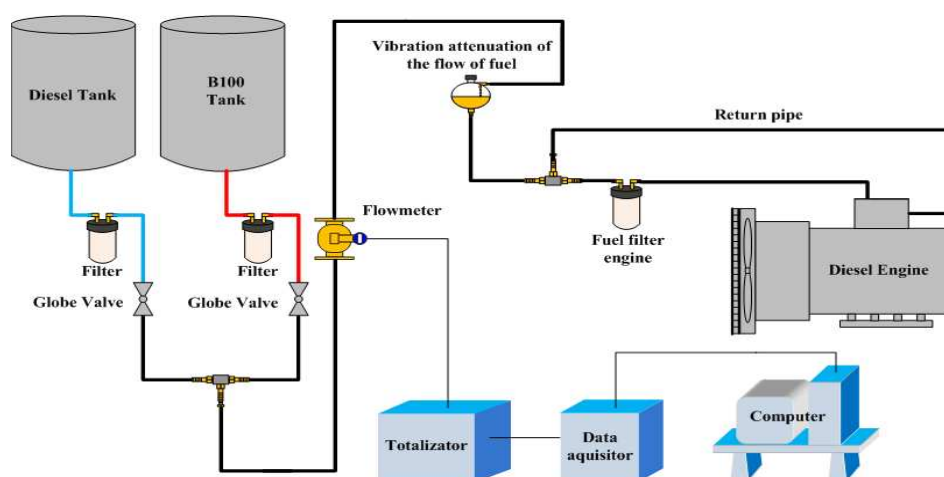 Diesel Tank
B100
Tank
Vibration attenuation of
the flow of fuel
Return pipe
Flowmeter
Filter
Filter
Fuel filter
engine
Diesel Engine
Globe Valve
Globe Valve
Totalizator
Data
aquisitor
Computer